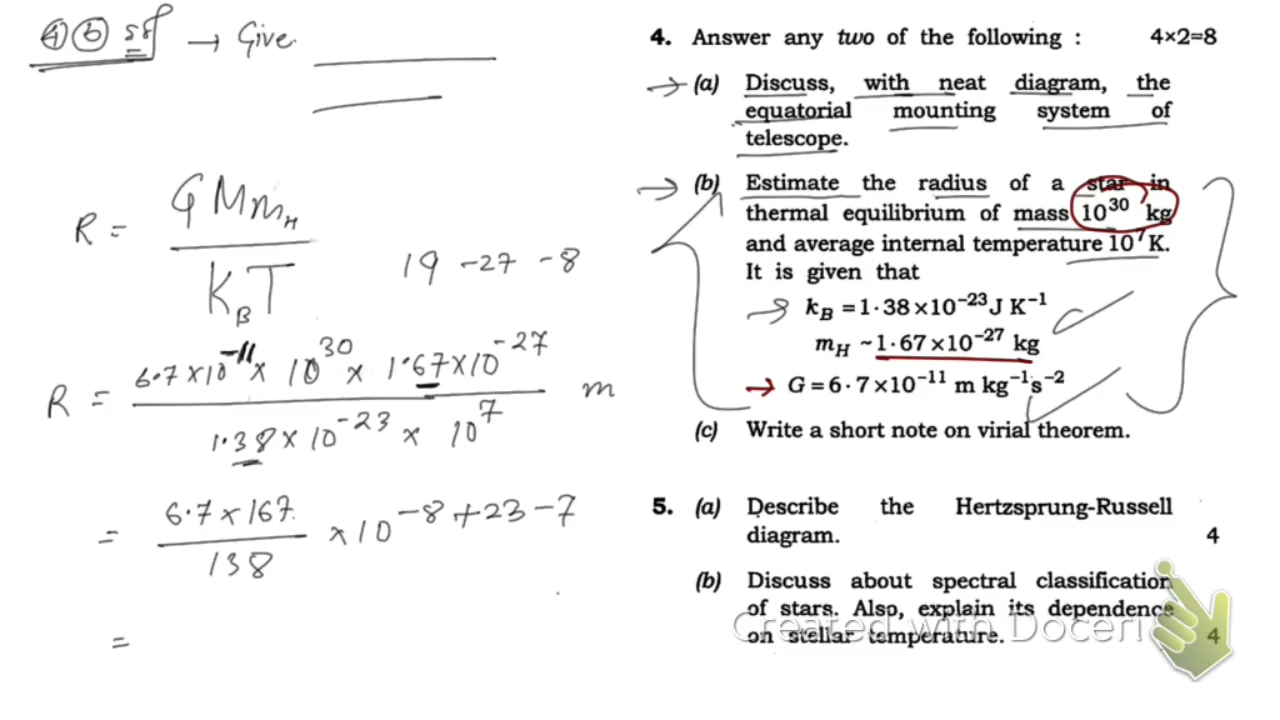 ④ ⑥ sol → Give
R = G M m_H / K_B T
19 -27 -8
R = 6.7×10^-11 × 10^30 × 1.67×10^-27 / 1.38×10^-23 × 10^7 m
= 6.7×167 / 138 ×10^-8+23-7
=
4. Answer any two of the following : 4×2=8
→ (a) Discuss, with neat diagram, the
equatorial mounting system of
telescope.
→ (b) Estimate the radius of a star in
thermal equilibrium of mass 10^30 kg
and average internal temperature 10^7 K.
It is given that
→ k_B =1·38×10^−23 J K^−1
m_H ~1·67×10^−27 kg
→ G=6·7×10^−11 m kg^−1 s^−2
(c) Write a short note on virial theorem.
5. (a) Describe the Hertzsprung-Russell
diagram. 4
(b) Discuss about spectral classification
of stars. Also, explain its dependence
on stellar temperature. 4
Created with Doceri